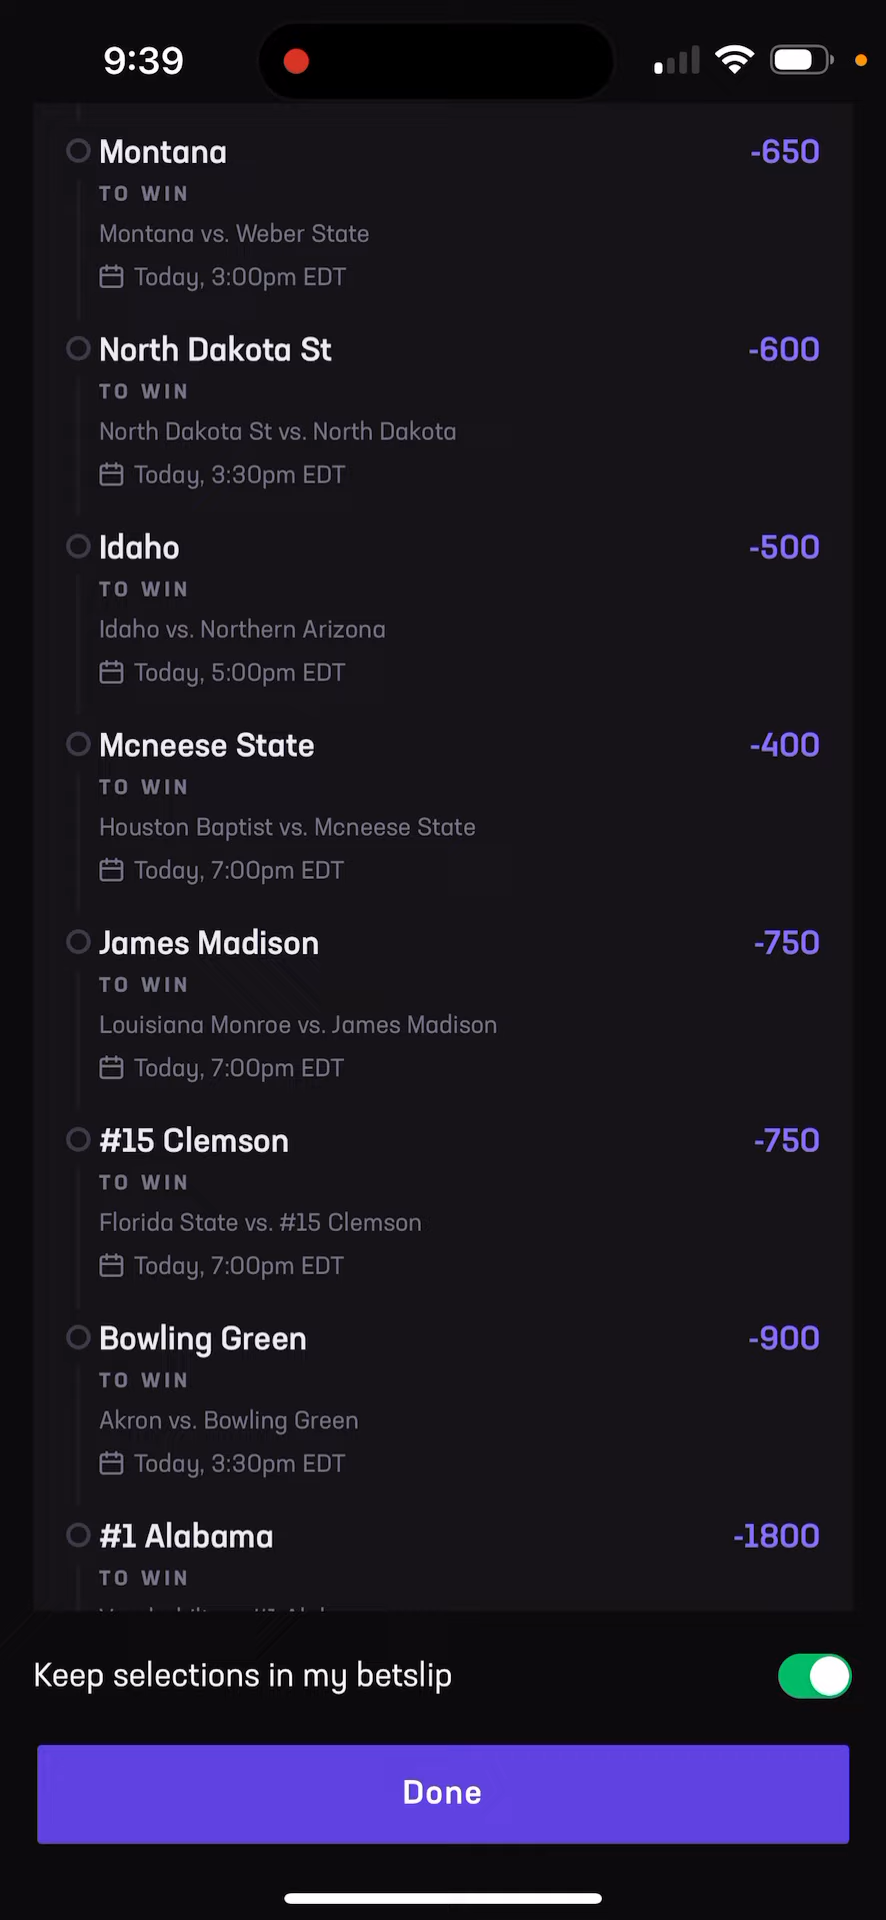 9:39
Montana -650
TO WIN
Montana vs. Weber State
Today, 3:00pm EDT
North Dakota St -600
TO WIN
North Dakota St vs. North Dakota
Today, 3:30pm EDT
Idaho -500
TO WIN
Idaho vs. Northern Arizona
Today, 5:00pm EDT
Mcneese State -400
TO WIN
Houston Baptist vs. Mcneese State
Today, 7:00pm EDT
James Madison -750
TO WIN
Louisiana Monroe vs. James Madison
Today, 7:00pm EDT
#15 Clemson -750
TO WIN
Florida State vs. #15 Clemson
Today, 7:00pm EDT
Bowling Green -900
TO WIN
Akron vs. Bowling Green
Today, 3:30pm EDT
#1 Alabama -1800
TO WIN
Keep selections in my betslip
Done